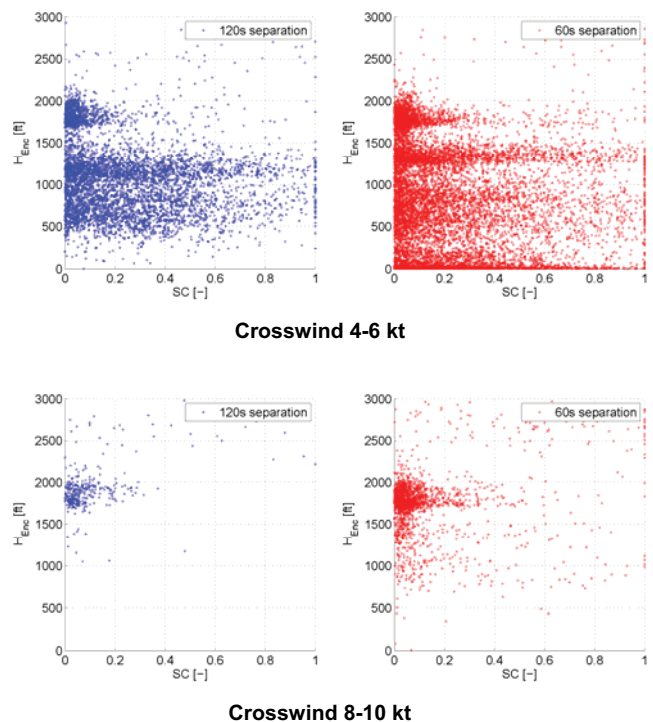 120s separation
3000
2500
2000
1500
1000
500
0
H_Enc [ft]
0 0.2 0.4 0.6 0.8 1
SC [−]
60s separation
3000
2500
2000
1500
1000
500
0
H_Enc [ft]
0 0.2 0.4 0.6 0.8 1
SC [−]
Crosswind 4-6 kt
120s separation
3000
2500
2000
1500
1000
500
0
H_Enc [ft]
0 0.2 0.4 0.6 0.8 1
SC [−]
60s separation
3000
2500
2000
1500
1000
500
0
H_Enc [ft]
0 0.2 0.4 0.6 0.8 1
SC [−]
Crosswind 8-10 kt